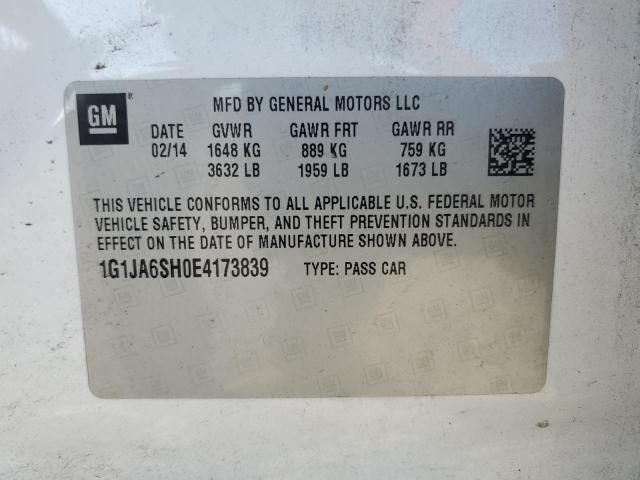 GM ® MFD BY GENERAL MOTORS LLC
DATE GVWR GAWR FRT GAWR RR
02/14 1648 KG 889 KG 759 KG
3632 LB 1959 LB 1673 LB
THIS VEHICLE CONFORMS TO ALL APPLICABLE U.S. FEDERAL MOTOR
VEHICLE SAFETY, BUMPER, AND THEFT PREVENTION STANDARDS IN
EFFECT ON THE DATE OF MANUFACTURE SHOWN ABOVE.
1G1JA6SH0E4173839 TYPE: PASS CAR